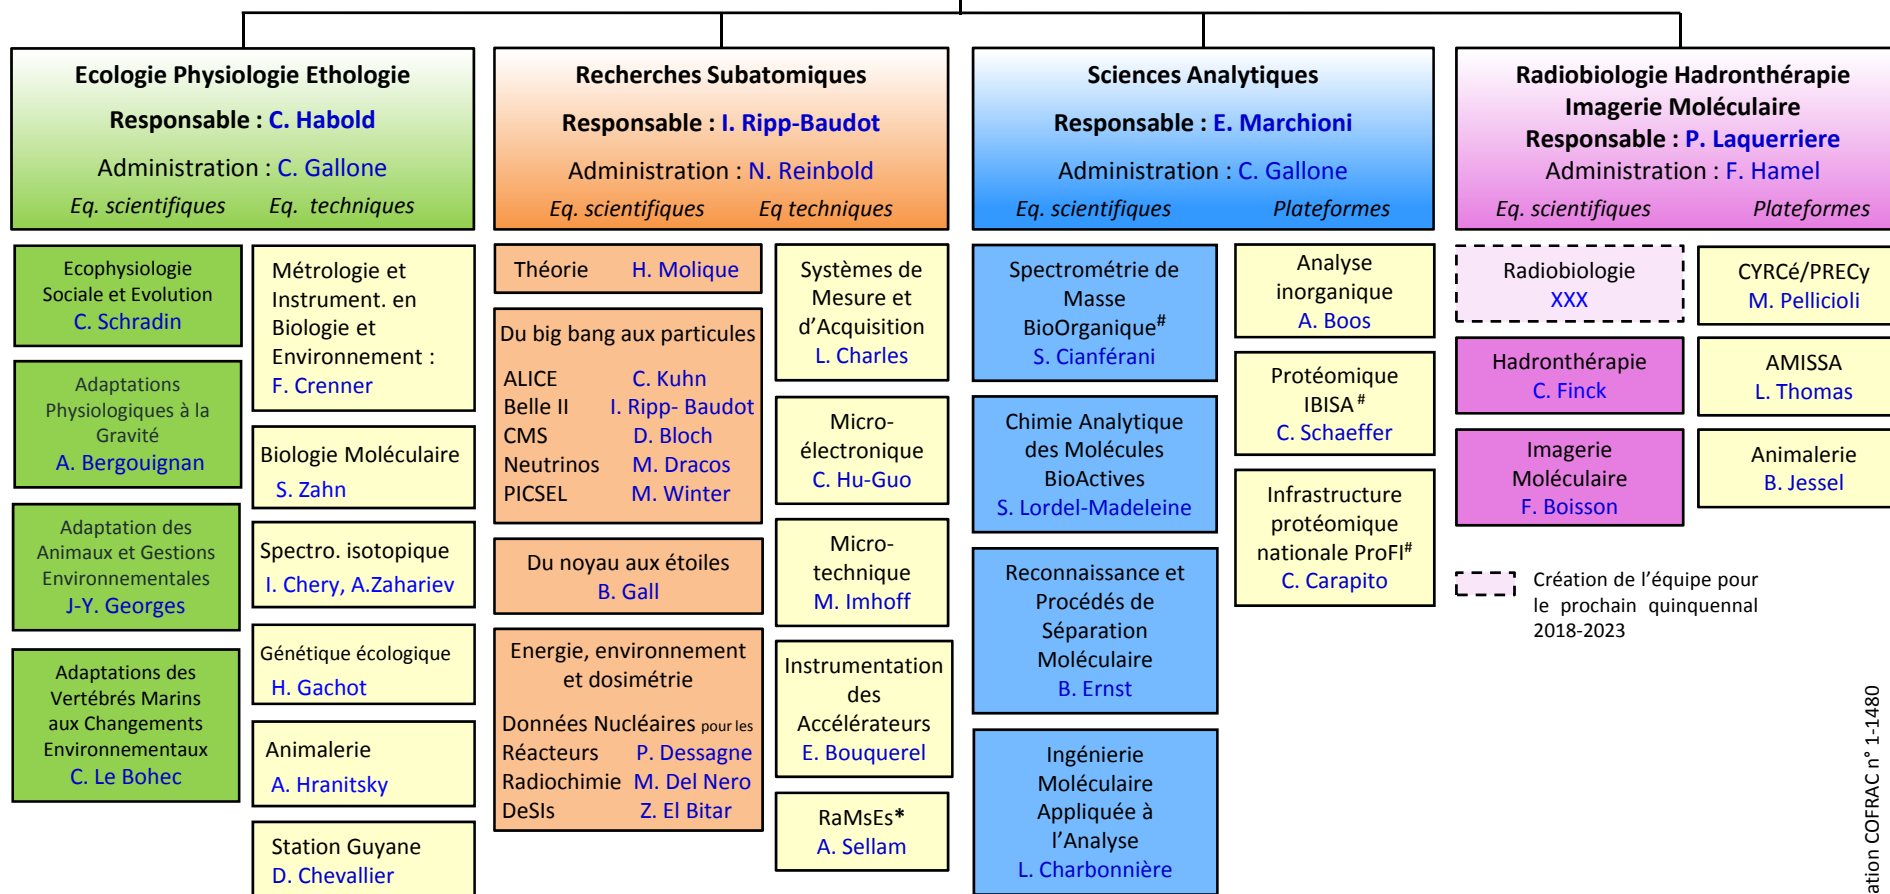 Ecologie Physiologie Ethologie
Responsable : C. Habold
Administration : C. Gallone
Eq. scientifiques Eq. techniques
Ecophysiologie
Sociale et Evolution
C. Schradin
Adaptations
Physiologiques à la
Gravité
A. Bergouignan
Adaptation des
Animaux et Gestions
Environnementales
J-Y. Georges
Adaptations des
Vertébrés Marins
aux Changements
Environnementaux
C. Le Bohec
Métrologie et
Instrument. en
Biologie et
Environnement :
F. Crenner
Biologie Moléculaire
S. Zahn
Spectro. isotopique
I. Chery, A.Zahariev
Génétique écologique
H. Gachot
Animalerie
A. Hranitsky
Station Guyane
D. Chevallier
Recherches Subatomiques
Responsable : I. Ripp-Baudot
Administration : N. Reinbold
Eq. scientifiques Eq techniques
Théorie H. Molique
Du big bang aux particules
ALICE C. Kuhn
Belle II I. Ripp- Baudot
CMS D. Bloch
Neutrinos M. Dracos
PICSEL M. Winter
Du noyau aux étoiles
B. Gall
Energie, environnement
et dosimétrie
Données Nucléaires pour les
Réacteurs P. Dessagne
Radiochimie M. Del Nero
DeSIs Z. El Bitar
Systèmes de
Mesure et
d'Acquisition
L. Charles
Micro-
électronique
C. Hu-Guo
Micro-
technique
M. Imhoff
Instrumentation
des
Accélérateurs
E. Bouquerel
RaMsEs*
A. Sellam
Sciences Analytiques
Responsable : E. Marchioni
Administration : C. Gallone
Eq. scientifiques Plateformes
Spectrométrie de
Masse
BioOrganique#
S. Cianférani
Chimie Analytique
des Molécules
BioActives
S. Lordel-Madeleine
Reconnaissance et
Procédés de
Séparation
Moléculaire
B. Ernst
Ingénierie
Moléculaire
Appliquée à
l'Analyse
L. Charbonnière
Analyse
inorganique
A. Boos
Protéomique
IBISA #
C. Schaeffer
Infrastructure
protéomique
nationale ProFI#
C. Carapito
Radiobiologie Hadronthérapie
Imagerie Moléculaire
Responsable : P. Laquerriere
Administration : F. Hamel
Eq. scientifiques Plateformes
Radiobiologie
XXX
Hadronthérapie
C. Finck
Imagerie
Moléculaire
F. Boisson
CYRCé/PRECy
M. Pellicioli
AMISSA
L. Thomas
Animalerie
B. Jessel
Création de l'équipe pour
le prochain quinquennal
2018-2023
ation COFRAC n° 1-1480